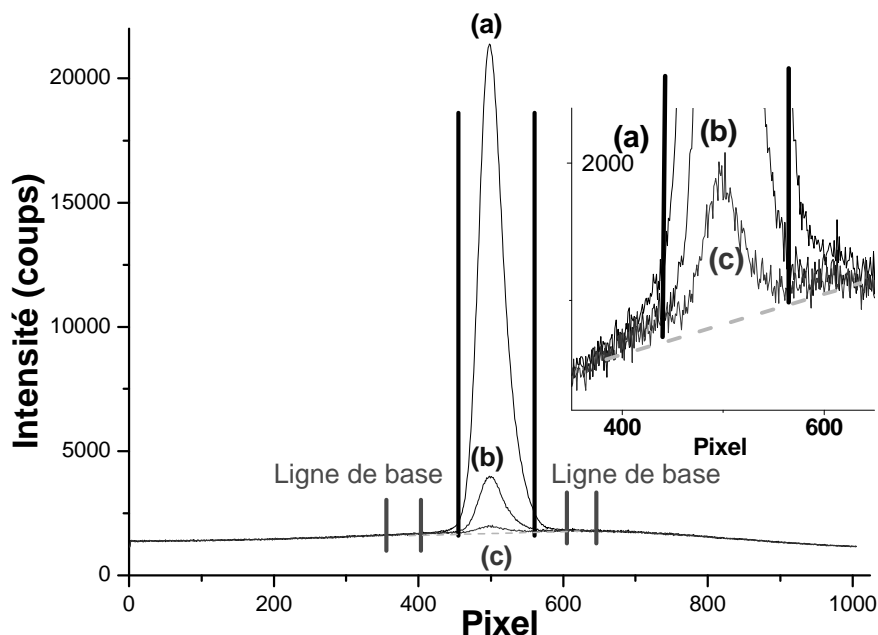 (a)
20000
15000
10000
5000
0
Intensité (coups)
(b)
(c)
Ligne de base
Ligne de base
0
200
400
600
800
1000
Pixel
(a)
(b)
(c)
2000
400
600
Pixel